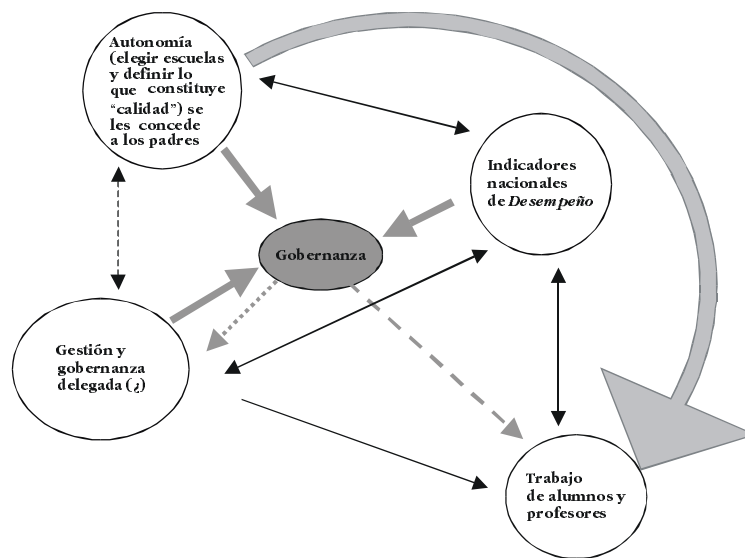 Autonomía
(elegir escuelas
y definir lo
que constituye
“calidad”) se
les concede
a los padres
Indicadores
nacionales
de Desempeño
Gobernanza
Gestión y
gobernanza
delegada (¿)
Trabajo
de alumnos y
profesores